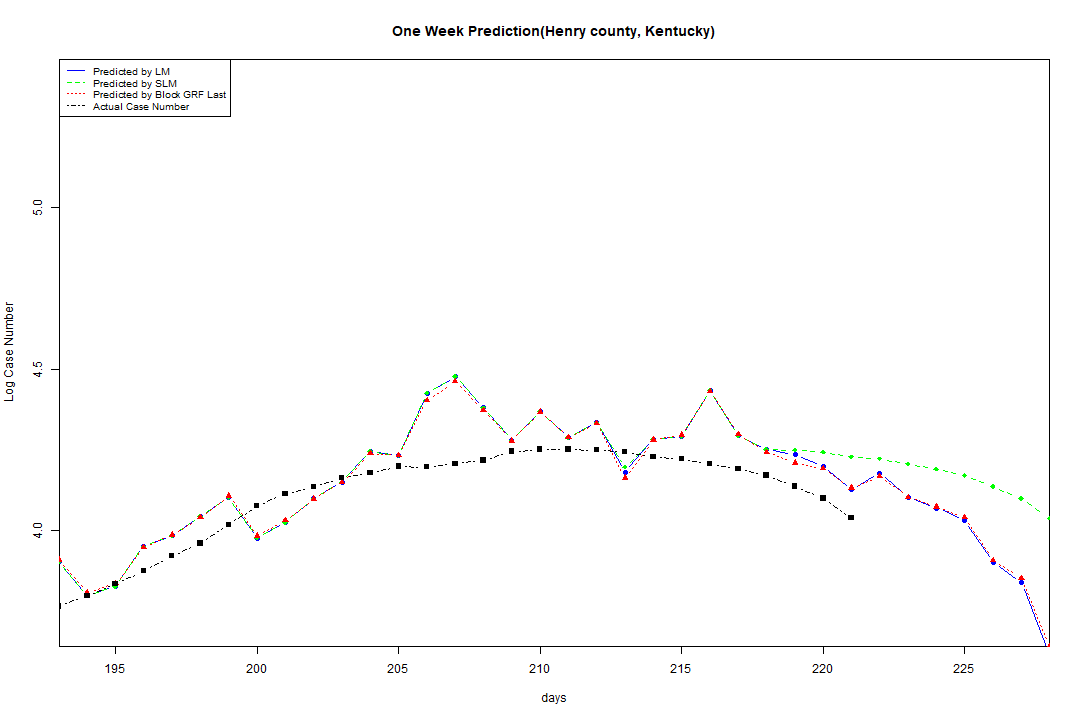 One Week Prediction(Henry county, Kentucky)
Predicted by LM
Predicted by SLM
Predicted by Block GRF Last
Actual Case Number
Log Case Number
5.0
4.5
4.0
195 200 205 210 215 220 225
days